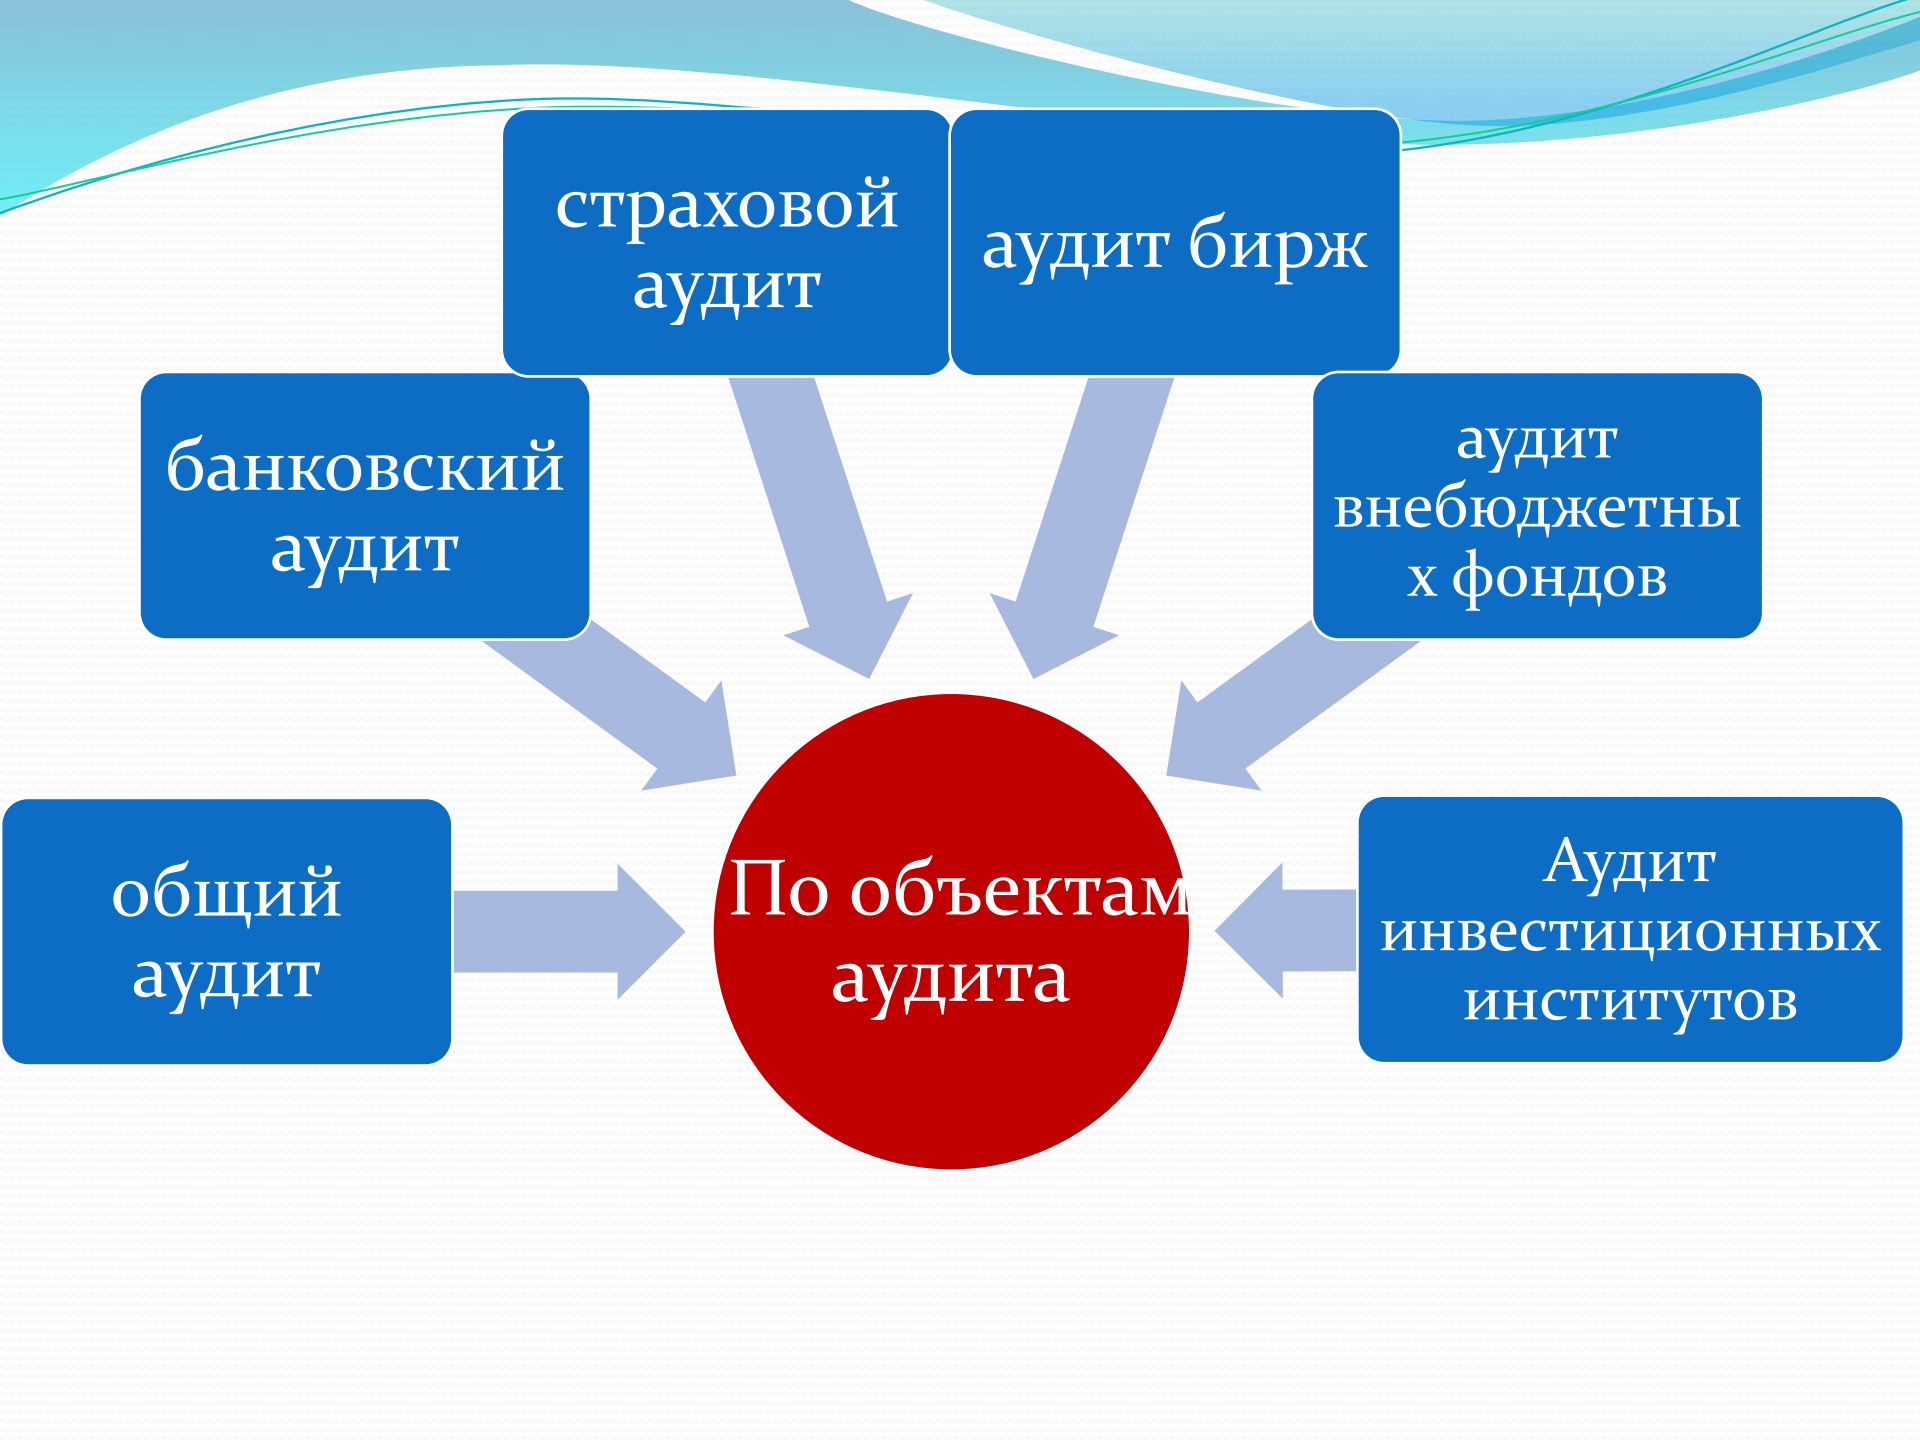 страховой
аудит
аудит бирж
банковский
аудит
аудит
внебюджетны
х фондов
общий
аудит
По объектам
аудита
Аудит
инвестиционных
институтов